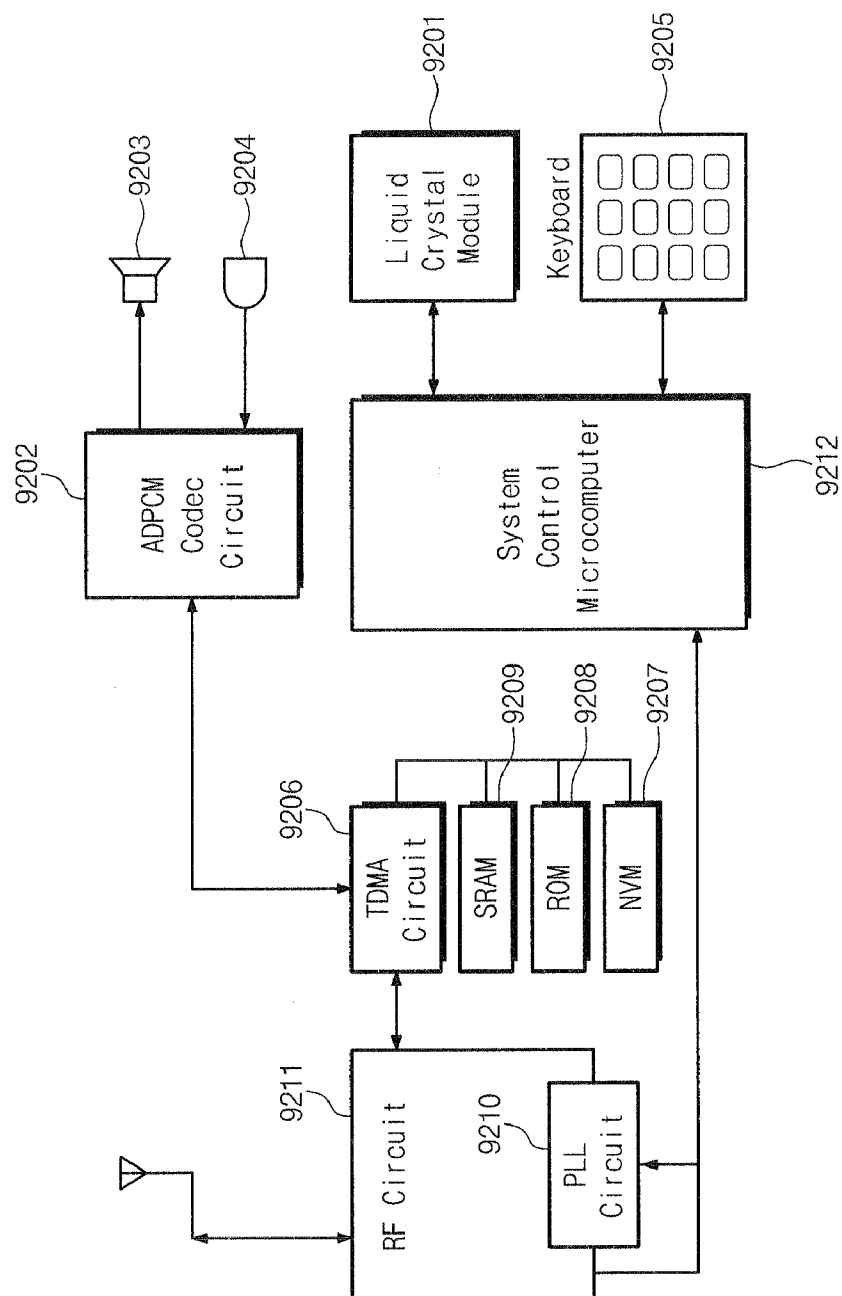 9211
RF Circuit
9210
PLL
Circuit
9206
TDMA
Circuit
SRAM
9209
ROM
9208
NVM
9207
9202
ADPCM
Codec
Circuit
9203
9204
System
Control
Microcomputer
9212
Liquid
Crystal
Module
9201
Keyboard
9205